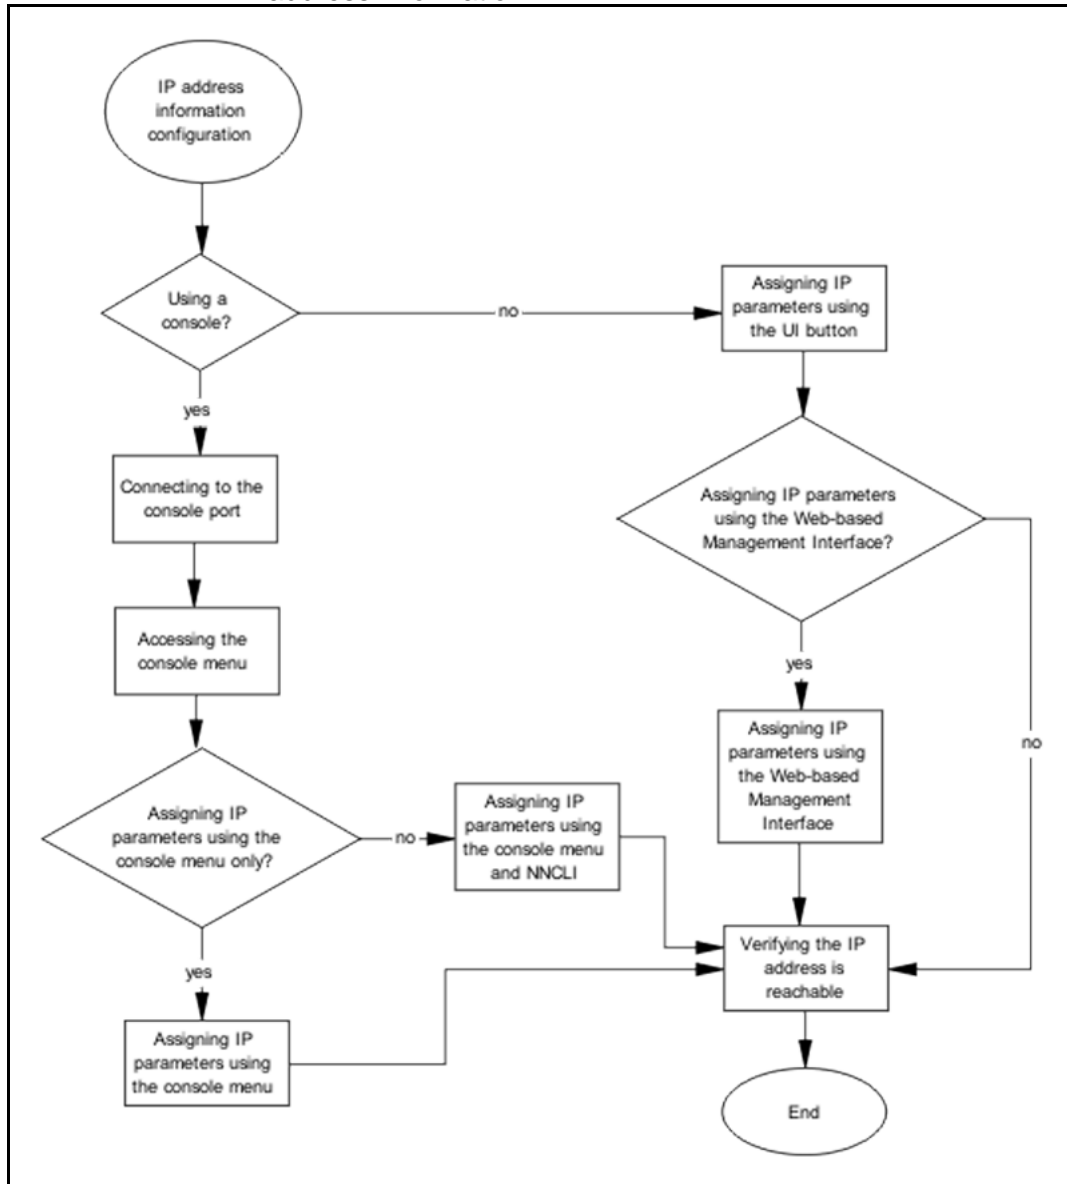 IP address
information
configuration
Using a
console?
no
Assigning IP
parameters using
the UI button
yes
Connecting to the
console port
Assigning IP parameters
using the Web-based
Management Interface?
Accessing the
console menu
yes
no
Assigning IP
parameters using
the Web-based
Management
Interface
Assigning IP
parameters using the
console menu only?
no
Assigning IP
parameters using
the console menu
and NNCLI
Verifying the IP
address is
reachable
yes
Assigning IP
parameters using
the console menu
End